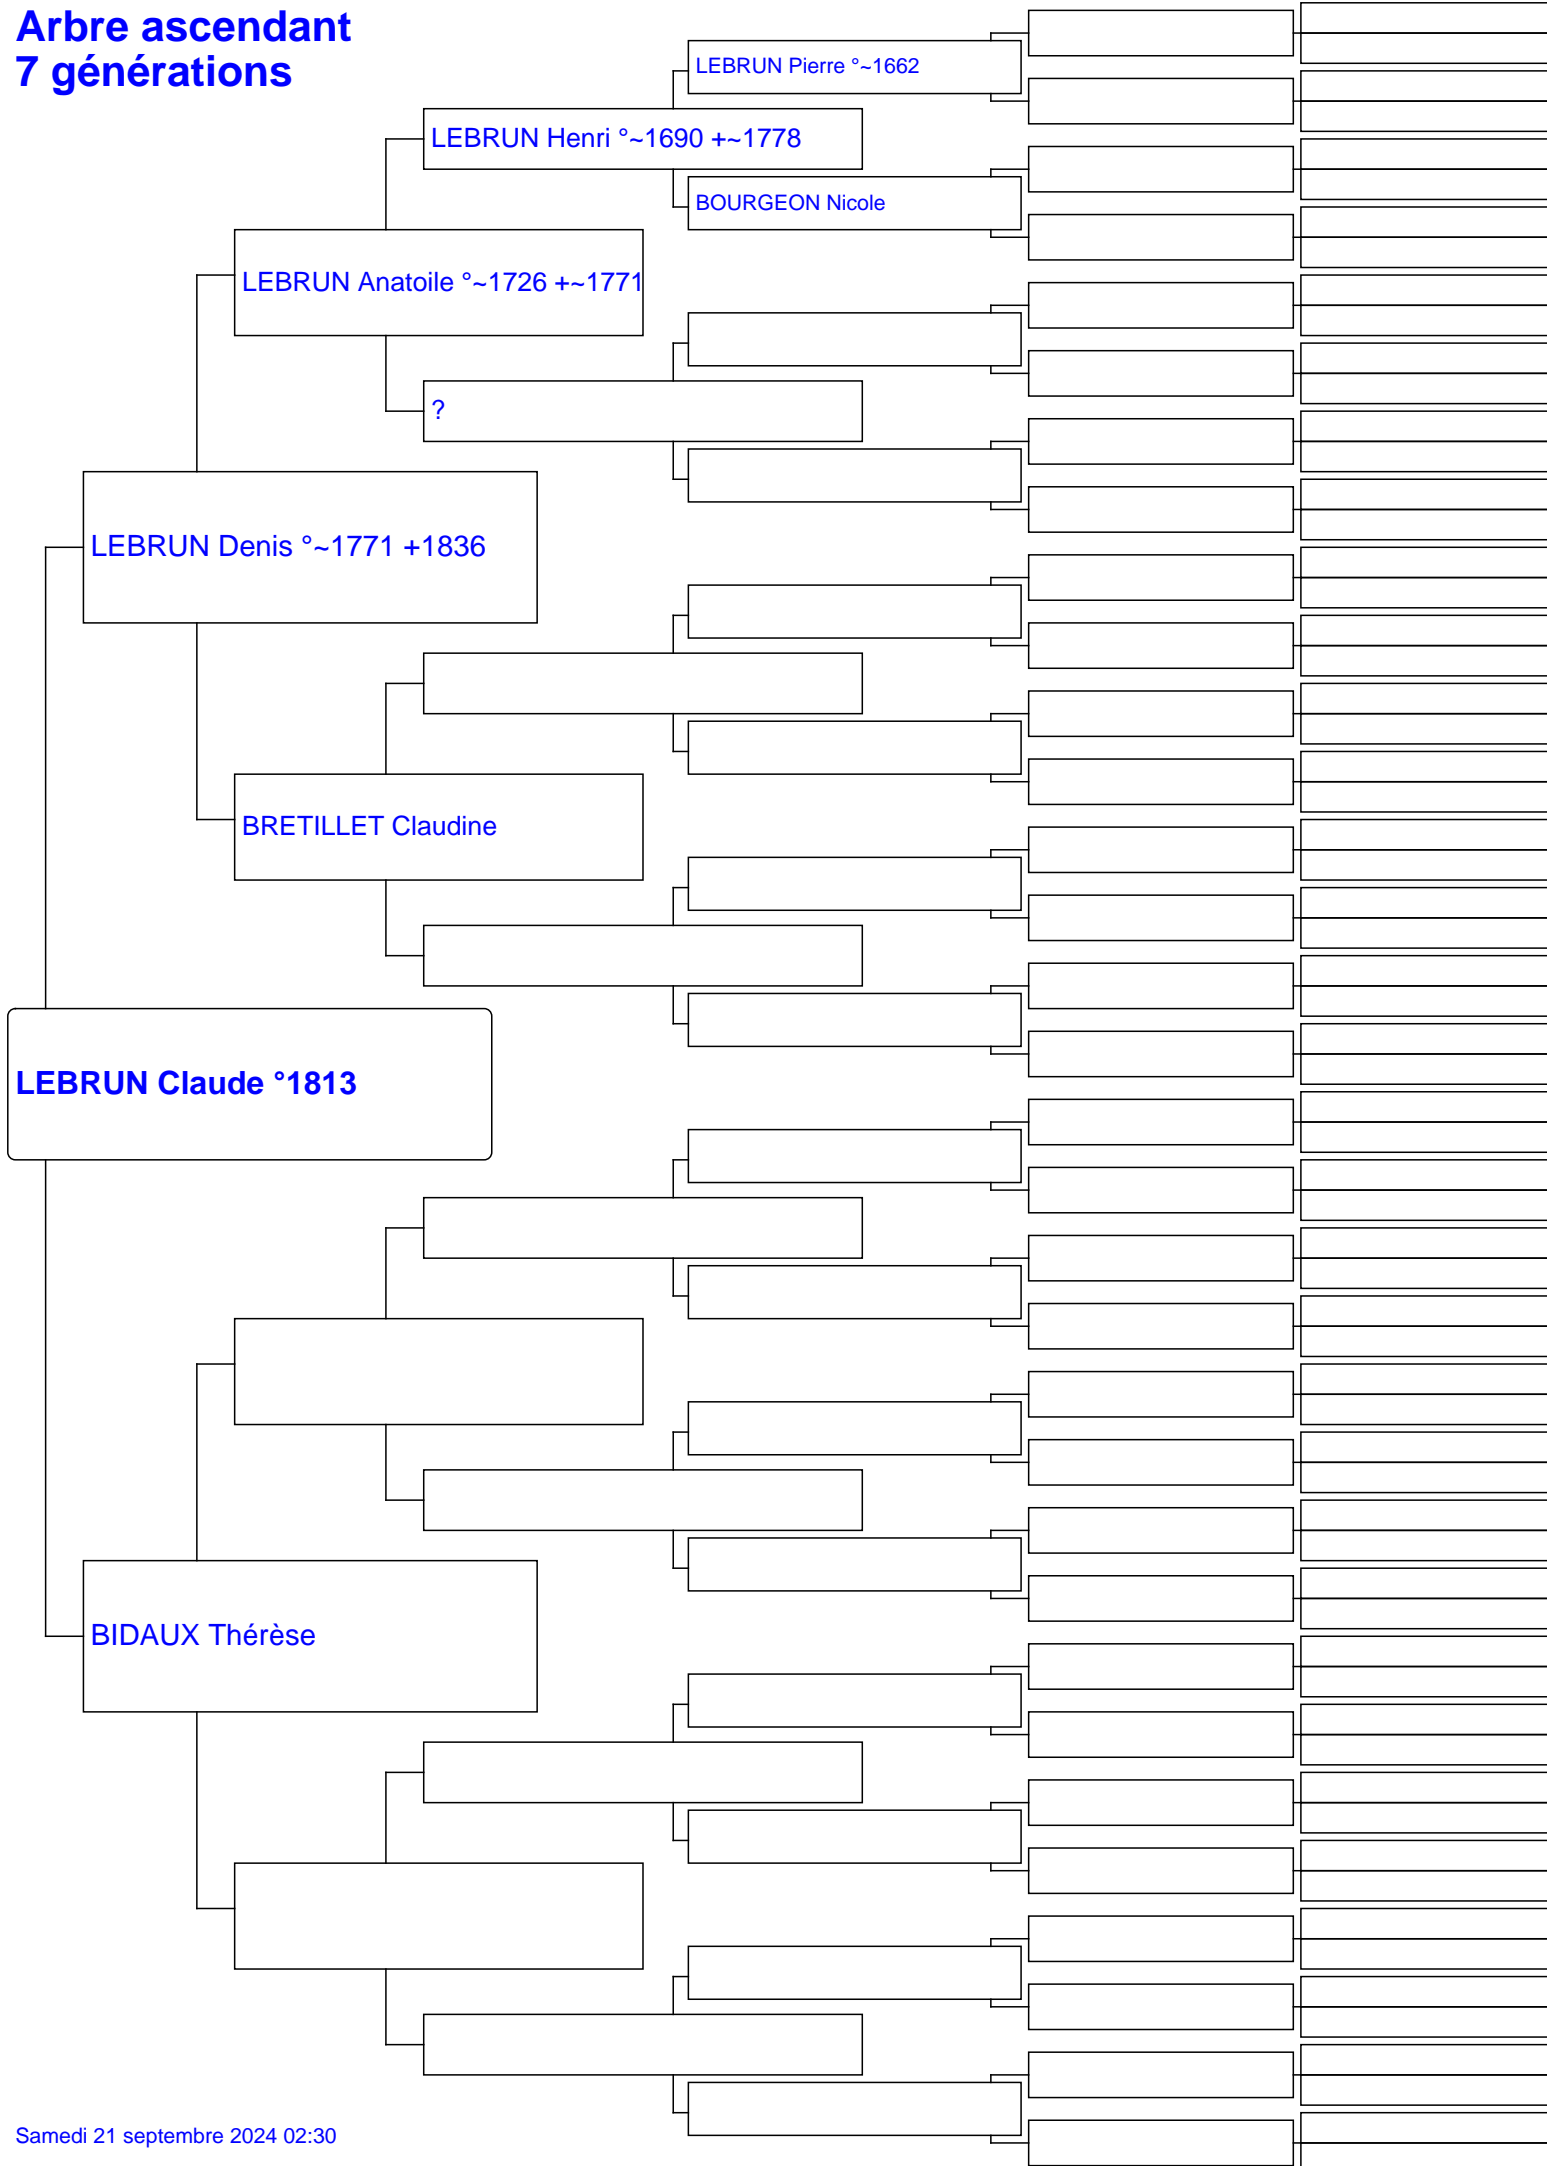 Arbre ascendant
7 générations
LEBRUN Pierre °~1662
LEBRUN Henri °~1690 +~1778
BOURGEON Nicole
LEBRUN Anatoile °~1726 +~1771
?
LEBRUN Denis °~1771 +1836
BRETILLET Claudine
LEBRUN Claude °1813
BIDAUX Thérèse
Samedi 21 septembre 2024 02:30